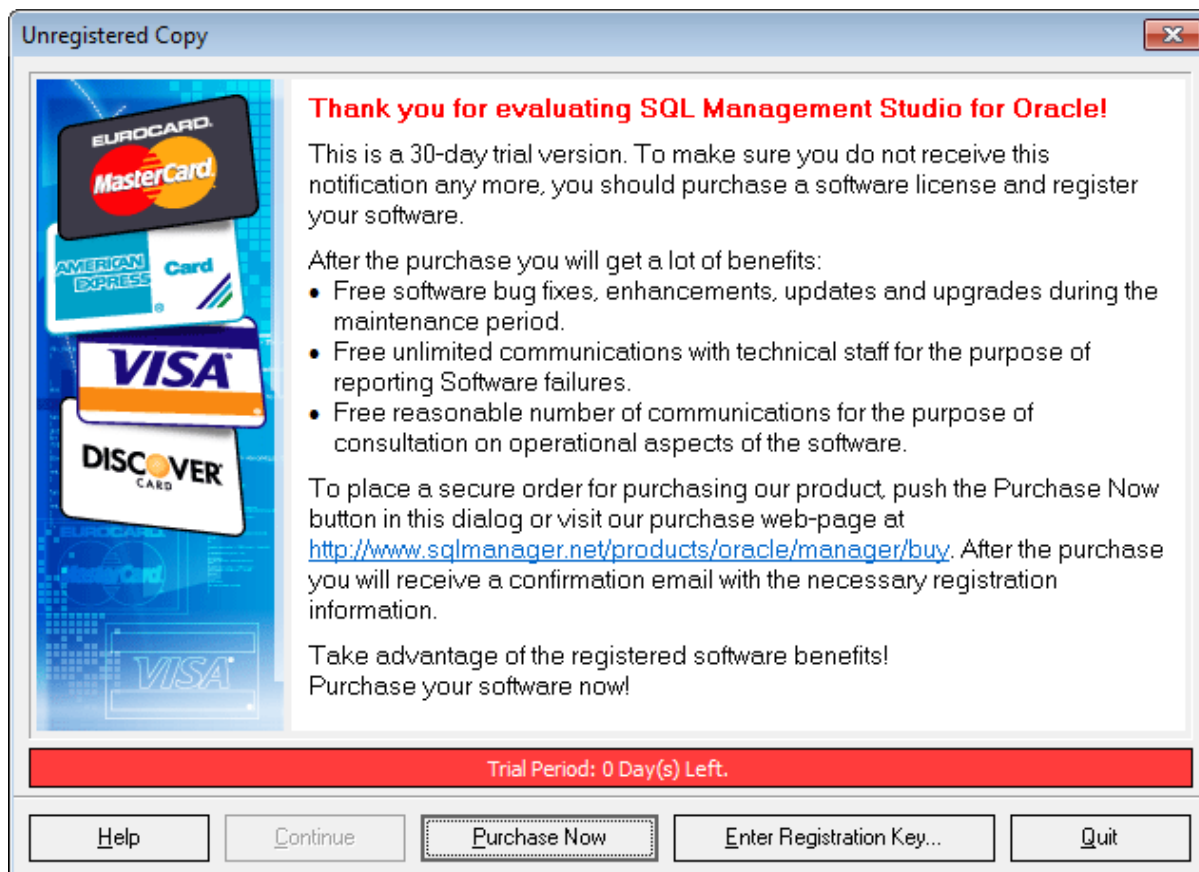 Unregistered Copy
EUROCARD.
MasterCard
AMERICAN EXPRESS Card
VISA
DISCOVER
CARD
EUROCARD.
MasterCard
VISA
Thank you for evaluating SQL Management Studio for Oracle!
This is a 30-day trial version. To make sure you do not receive this
notification any more, you should purchase a software license and register
your software.
After the purchase you will get a lot of benefits:
• Free software bug fixes, enhancements, updates and upgrades during the
maintenance period.
• Free unlimited communications with technical staff for the purpose of
reporting Software failures.
• Free reasonable number of communications for the purpose of
consultation on operational aspects of the software.
To place a secure order for purchasing our product, push the Purchase Now
button in this dialog or visit our purchase web-page at
http://www.sqlmanager.net/products/oracle/manager/buy. After the purchase
you will receive a confirmation email with the necessary registration
information.
Take advantage of the registered software benefits!
Purchase your software now!
Trial Period: 0 Day(s) Left.
Help Continue Purchase Now Enter Registration Key... Quit